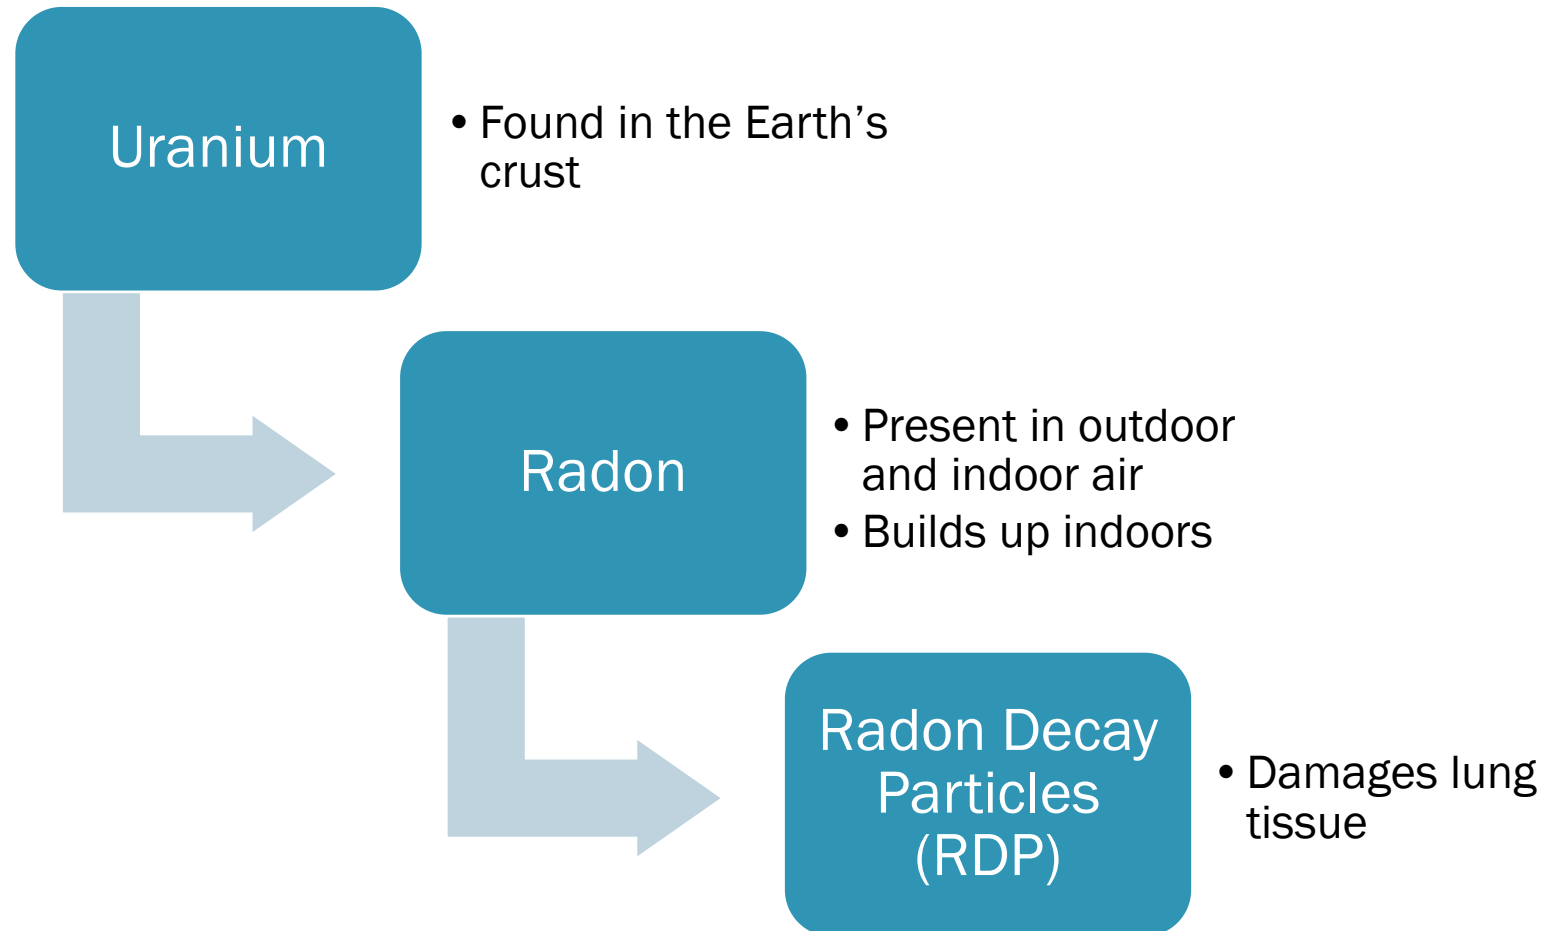 Uranium
• Found in the Earth’s
crust
Radon
• Present in outdoor
and indoor air
• Builds up indoors
Radon Decay
Particles
(RDP)
• Damages lung
tissue